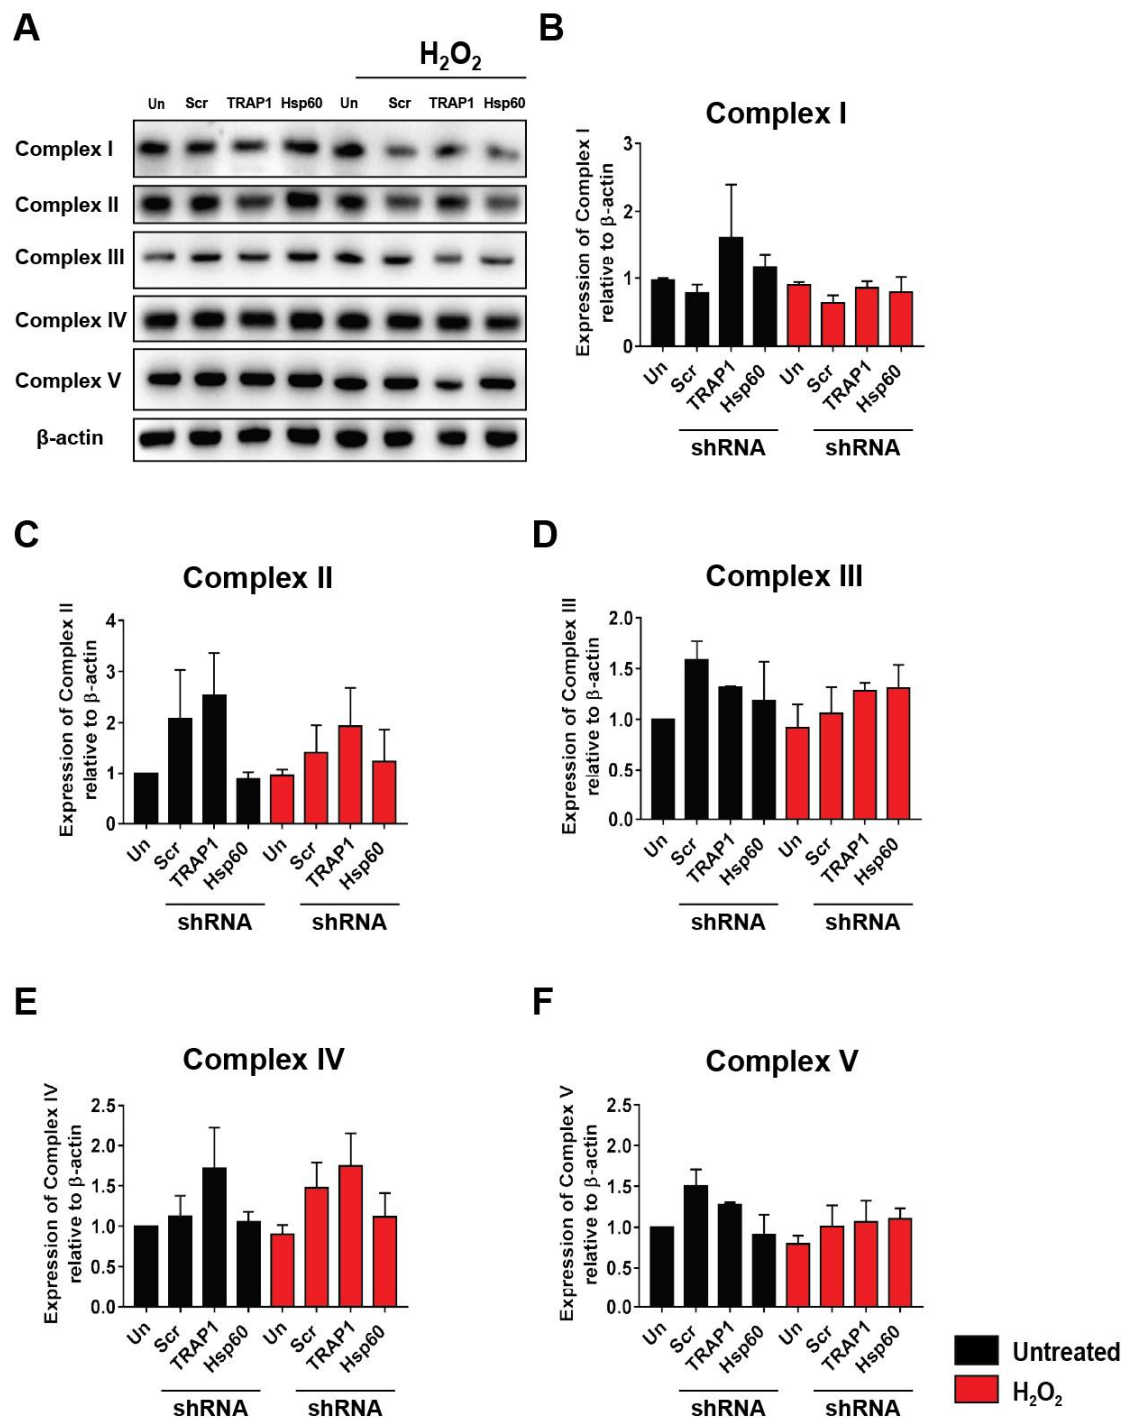 A
H₂O₂
Un Scr TRAP1 Hsp60 Un Scr TRAP1 Hsp60
Complex I
Complex II
Complex III
Complex IV
Complex V
β-actin
B
Complex I
Expression of Complex I
relative to β-actin
3
2
1
0
Un Scr TRAP1 Hsp60 Un Scr TRAP1 Hsp60
shRNA shRNA
C
Complex II
Expression of Complex II
relative to β-actin
4
3
2
1
0
Un Scr TRAP1 Hsp60 Un Scr TRAP1 Hsp60
shRNA shRNA
D
Complex III
Expression of Complex III
relative to β-actin
2.0
1.5
1.0
0.5
0.0
Un Scr TRAP1 Hsp60 Un Scr TRAP1 Hsp60
shRNA shRNA
E
Complex IV
Expression of Complex IV
relative to β-actin
2.5
2.0
1.5
1.0
0.5
0.0
Un Scr TRAP1 Hsp60 Un Scr TRAP1 Hsp60
shRNA shRNA
F
Complex V
Expression of Complex V
relative to β-actin
2.5
2.0
1.5
1.0
0.5
0.0
Un Scr TRAP1 Hsp60 Un Scr TRAP1 Hsp60
shRNA shRNA
Untreated
H₂O₂